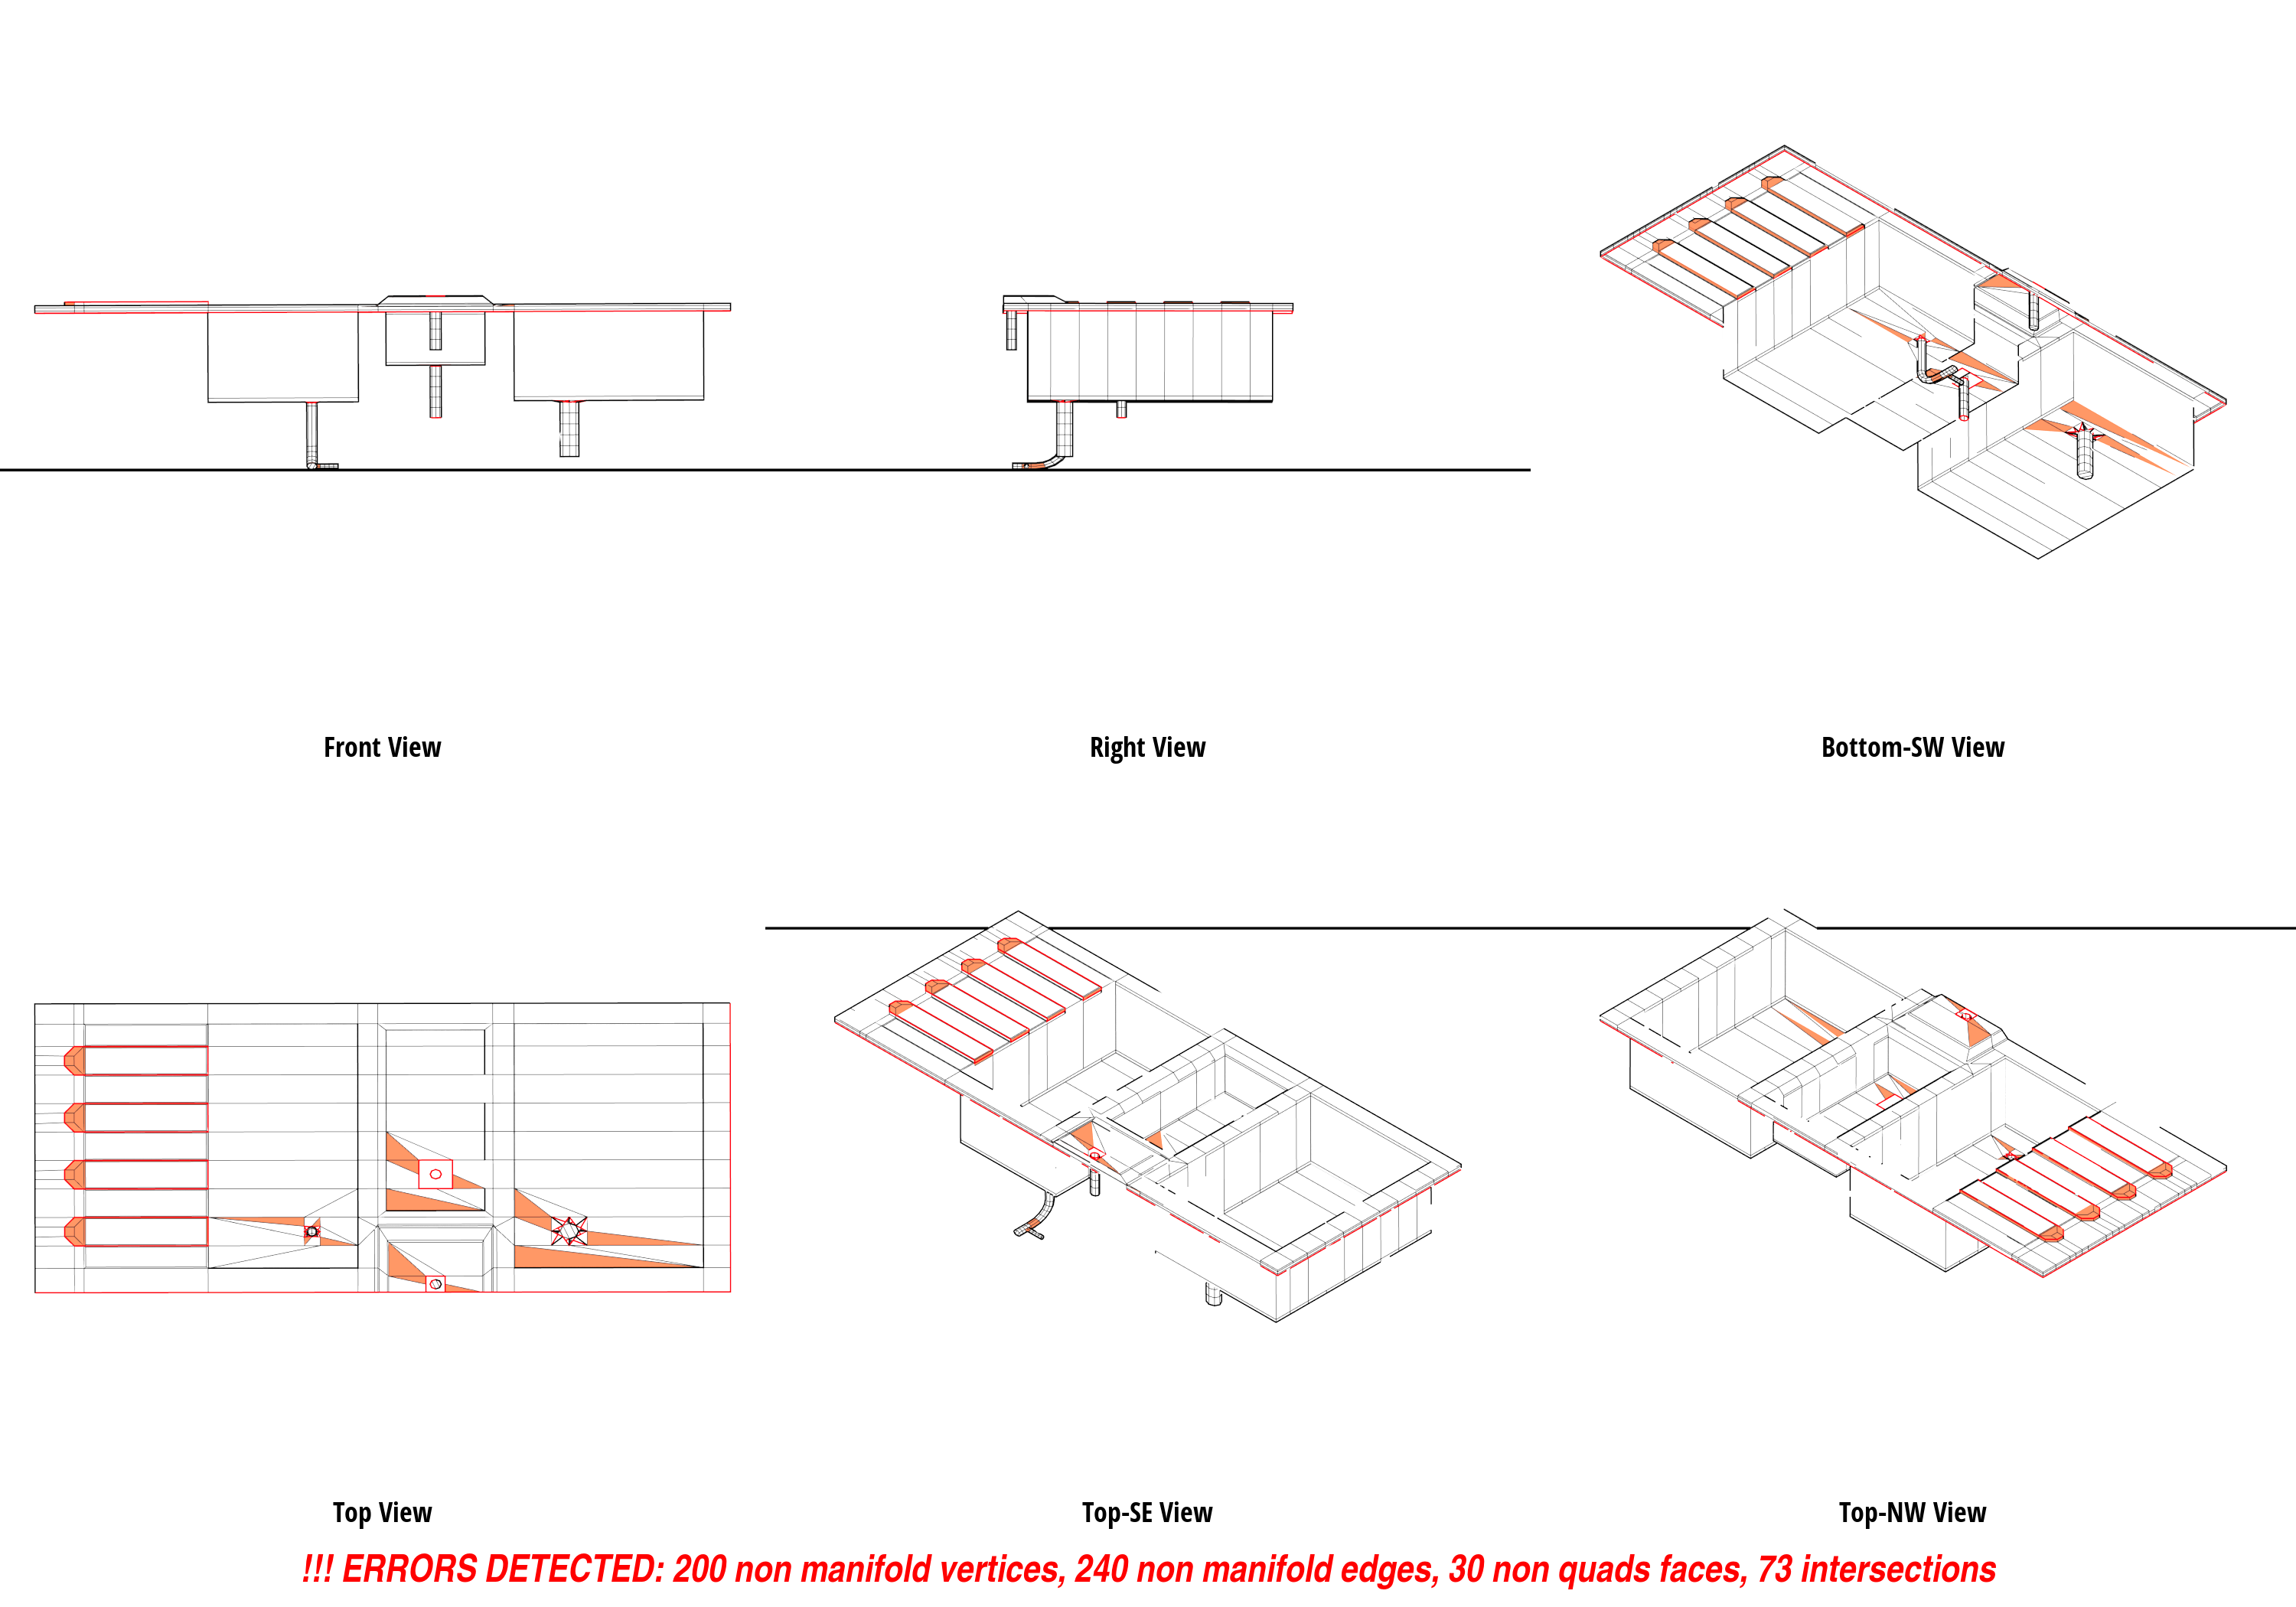 Front View
Right View
Bottom-SW View
Top View
Top-SE View
Top-NW View
!!! ERRORS DETECTED: 200 non manifold vertices, 240 non manifold edges, 30 non quads faces, 73 intersections